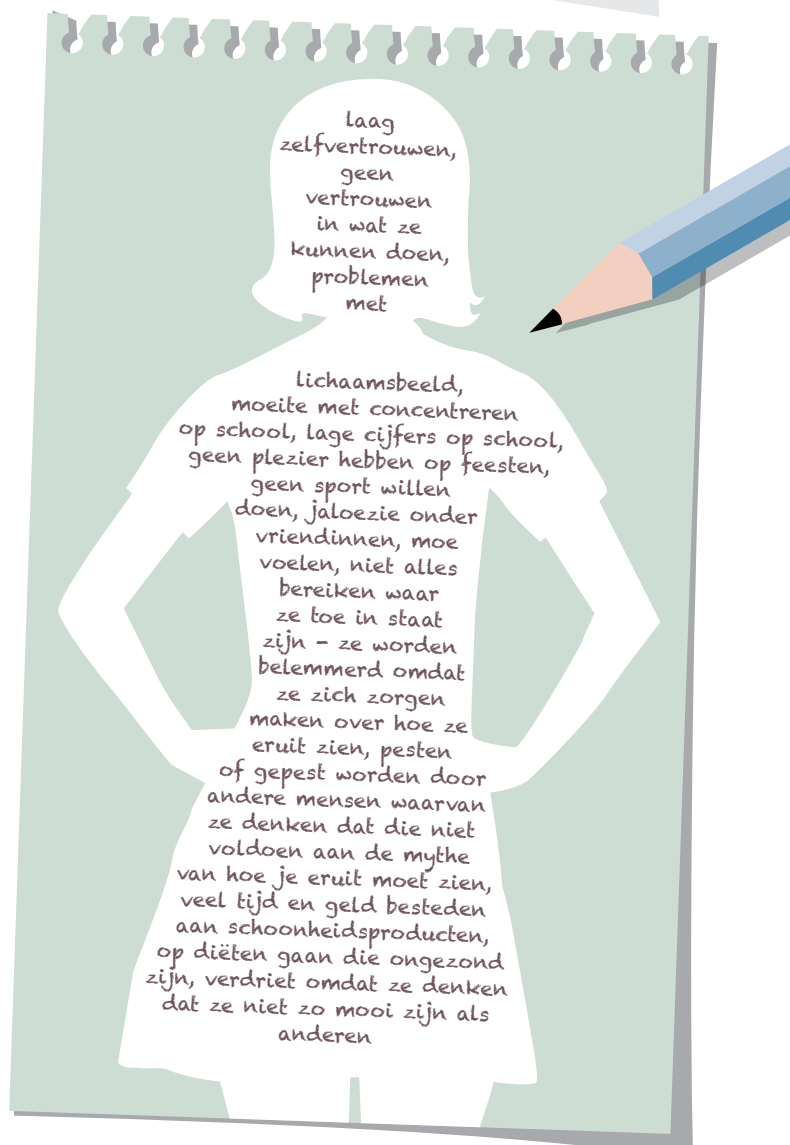 laag
zelfvertrouwen,
geen
vertrouwen
in wat ze
kunnen doen,
problemen
met
lichaamsbeeld,
moeite met concentreren
op school, lage cijfers op school,
geen plezier hebben op feesten,
geen sport willen
doen, jaloezie onder
vriendinnen, moe
voelen, niet alles
bereiken waar
ze toe in staat
zijn - ze worden
belemmerd omdat
ze zich zorgen
maken over hoe ze
eruit zien, pesten
of gepest worden door
andere mensen waarvan
ze denken dat die niet
voldoen aan de mythe
van hoe je eruit moet zien,
veel tijd en geld besteden
aan schoonheidsproducten,
op diëten gaan die ongezond
zijn, verdriet omdat ze denken
dat ze niet zo mooi zijn als
anderen